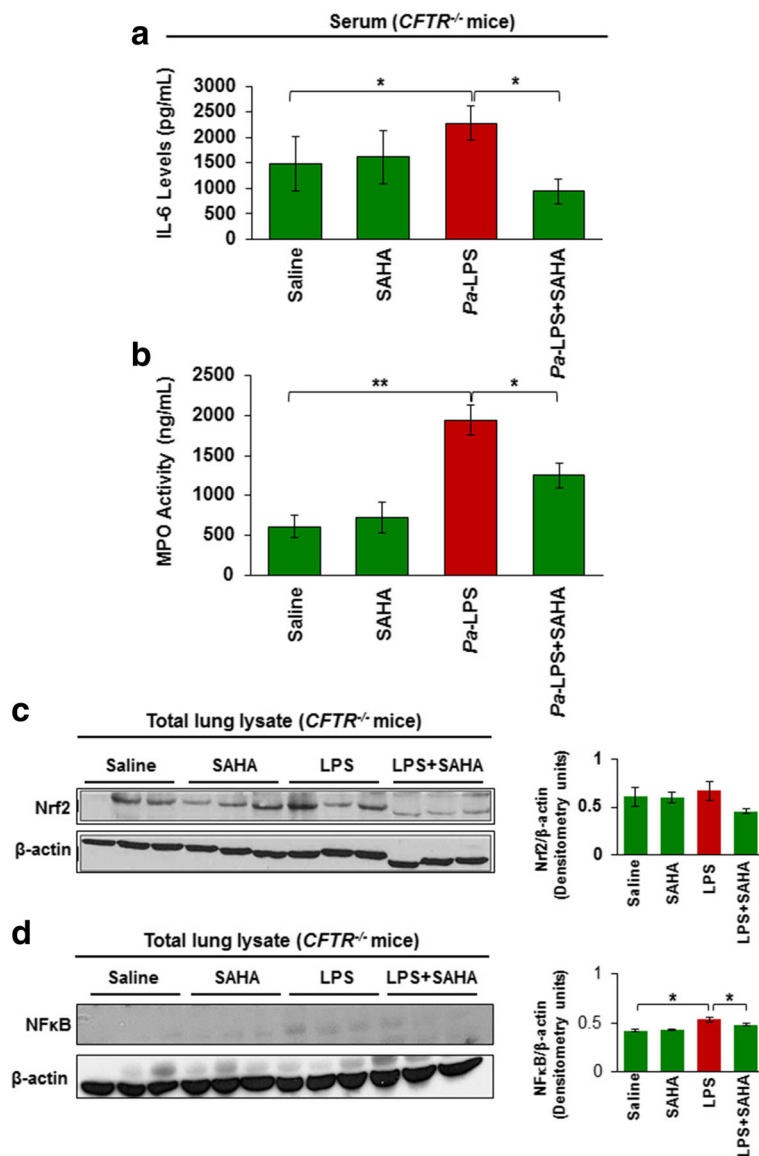 a
Serum (CFTR-/- mice)
IL-6 Levels (pg/mL)
3000
2500
2000
1500
1000
500
0
*
*
Saline
SAHA
Pa-LPS
Pa-LPS+SAHA
b
MPO Activity (ng/mL)
2500
2000
1500
1000
500
0
**
*
Saline
SAHA
Pa-LPS
Pa-LPS+SAHA
c
Total lung lysate (CFTR-/- mice)
Saline SAHA LPS LPS+SAHA
Nrf2
β-actin
Nrf2/β-actin
(Densitometry units)
1
0.5
0
Saline
SAHA
LPS
LPS+SAHA
d
Total lung lysate (CFTR-/- mice)
Saline SAHA LPS LPS+SAHA
NFκB
β-actin
NFκB/β-actin
(Densitometry units)
1
0.5
0
*
*
Saline
SAHA
LPS
LPS+SAHA